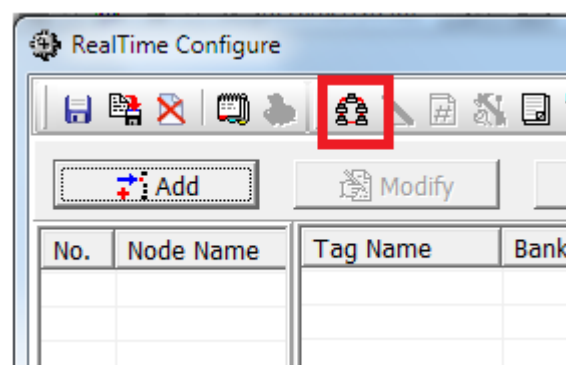 RealTime Configure
Add
Modify
No.
Node Name
Tag Name
Bank